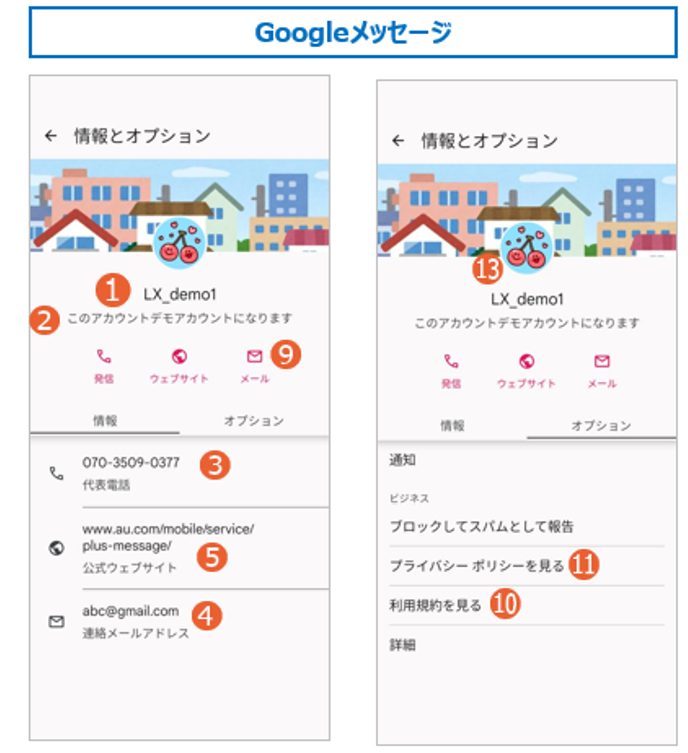 Googleメッセージ
← 情報とオプション
1
LX_demo1
2 このアカウントデモアカウントになります
9
発信 ウェブサイト メール
情報 オプション
070-3509-0377 3
代表電話
www.au.com/mobile/service/
plus-message/
5
公式ウェブサイト
abc@gmail.com 4
連絡メールアドレス
← 情報とオプション
13
LX_demo1
このアカウントデモアカウントになります
発信 ウェブサイト メール
情報 オプション
通知
ビジネス
ブロックしてスパムとして報告
プライバシー ポリシーを見る 11
利用規約を見る 10
詳細